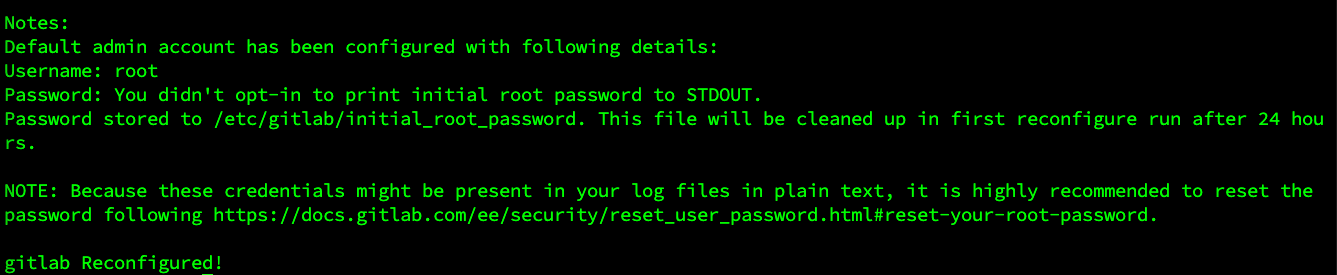 Notes:
Default admin account has been configured with following details:
Username: root
Password: You didn't opt-in to print initial root password to STDOUT.
Password stored to /etc/gitlab/initial_root_password. This file will be cleaned up in first reconfigure run after 24 hou
rs.
NOTE: Because these credentials might be present in your log files in plain text, it is highly recommended to reset the
password following https://docs.gitlab.com/ee/security/reset_user_password.html#reset-your-root-password.
gitlab Reconfigured!